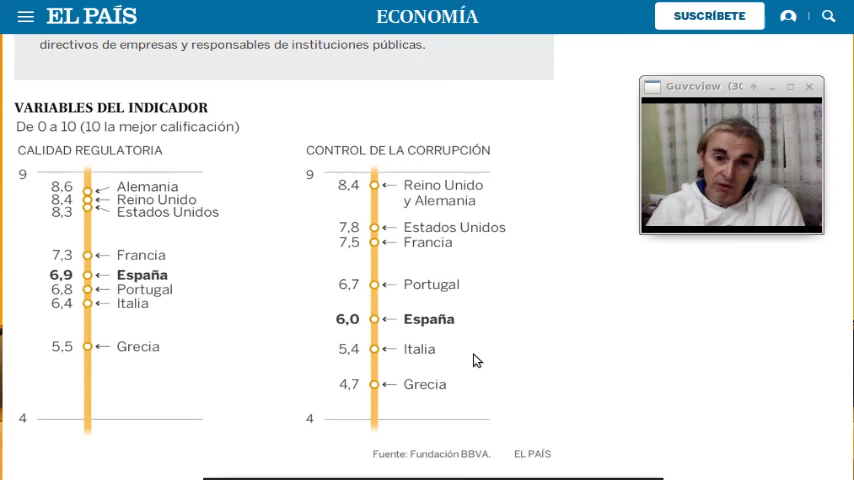 EL PAÍS
ECONOMÍA
SUSCRÍBETE
directivos de empresas y responsables de instituciones públicas.
VARIABLES DEL INDICADOR
De 0 a 10 (10 la mejor calificación)
CALIDAD REGULATORIA
9
8,6 Alemania
8,4 Reino Unido
8,3 Estados Unidos
7,3 Francia
6,9 España
6,8 Portugal
6,4 Italia
5,5 Grecia
4
CONTROL DE LA CORRUPCIÓN
9
8,4 Reino Unido
y Alemania
7,8 Estados Unidos
7,5 Francia
6,7 Portugal
6,0 España
5,4 Italia
4,7 Grecia
4
Fuente: Fundación BBVA. EL PAÍS
Guvcview (30